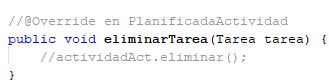 //@Override en PlanificadaActividad
public void eliminarTarea(Tarea tarea) {
    //actividadAct.eliminar();
}